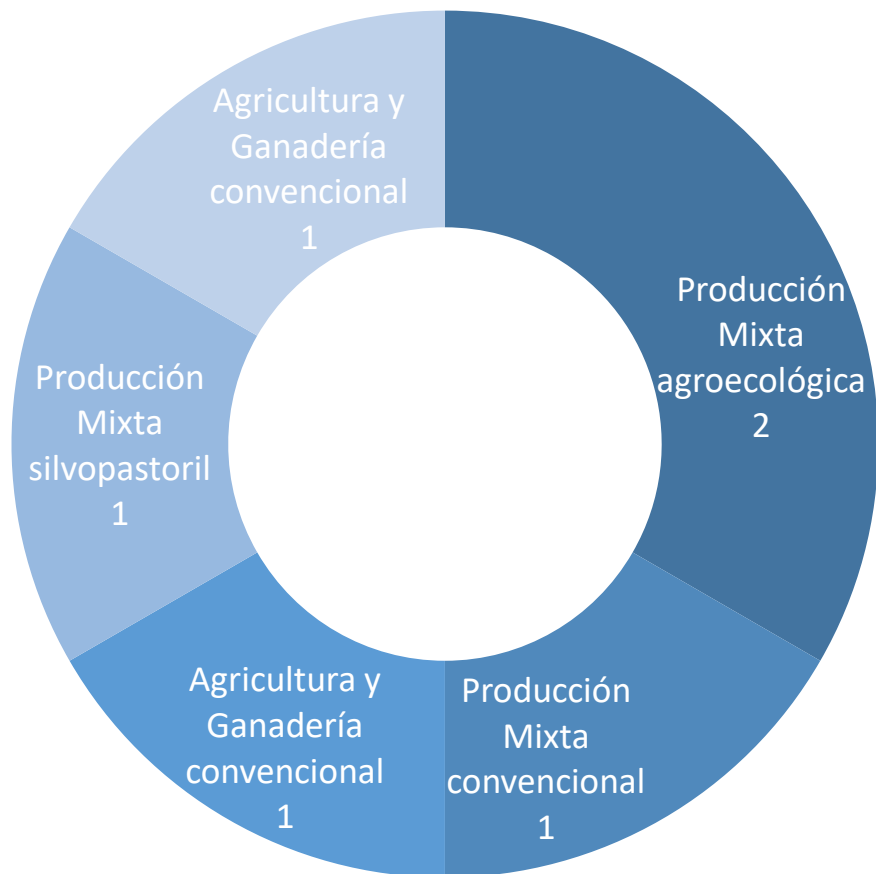 Agricultura y
Ganadería
convencional
1
Producción
Mixta
agroecológica
2
Producción
Mixta
silvopastoril
1
Agricultura y
Ganadería
convencional
1
Producción
Mixta
convencional
1